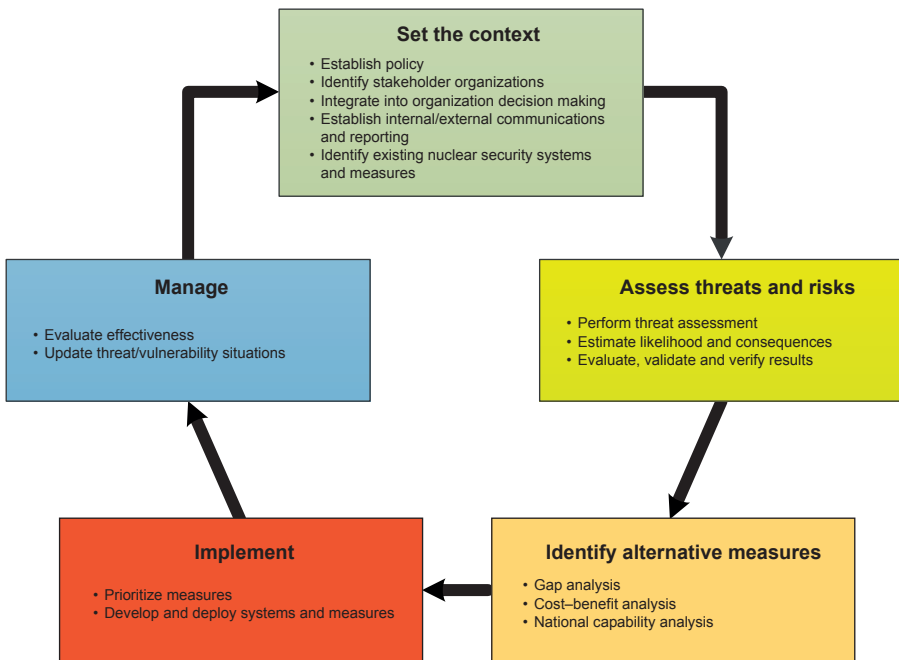 Set the context
• Establish policy
• Identify stakeholder organizations
• Integrate into organization decision making
• Establish internal/external communications
and reporting
• Identify existing nuclear security systems
and measures
Assess threats and risks
• Perform threat assessment
• Estimate likelihood and consequences
• Evaluate, validate and verify results
Identify alternative measures
• Gap analysis
• Cost–benefit analysis
• National capability analysis
Implement
• Prioritize measures
• Develop and deploy systems and measures
Manage
• Evaluate effectiveness
• Update threat/vulnerability situations